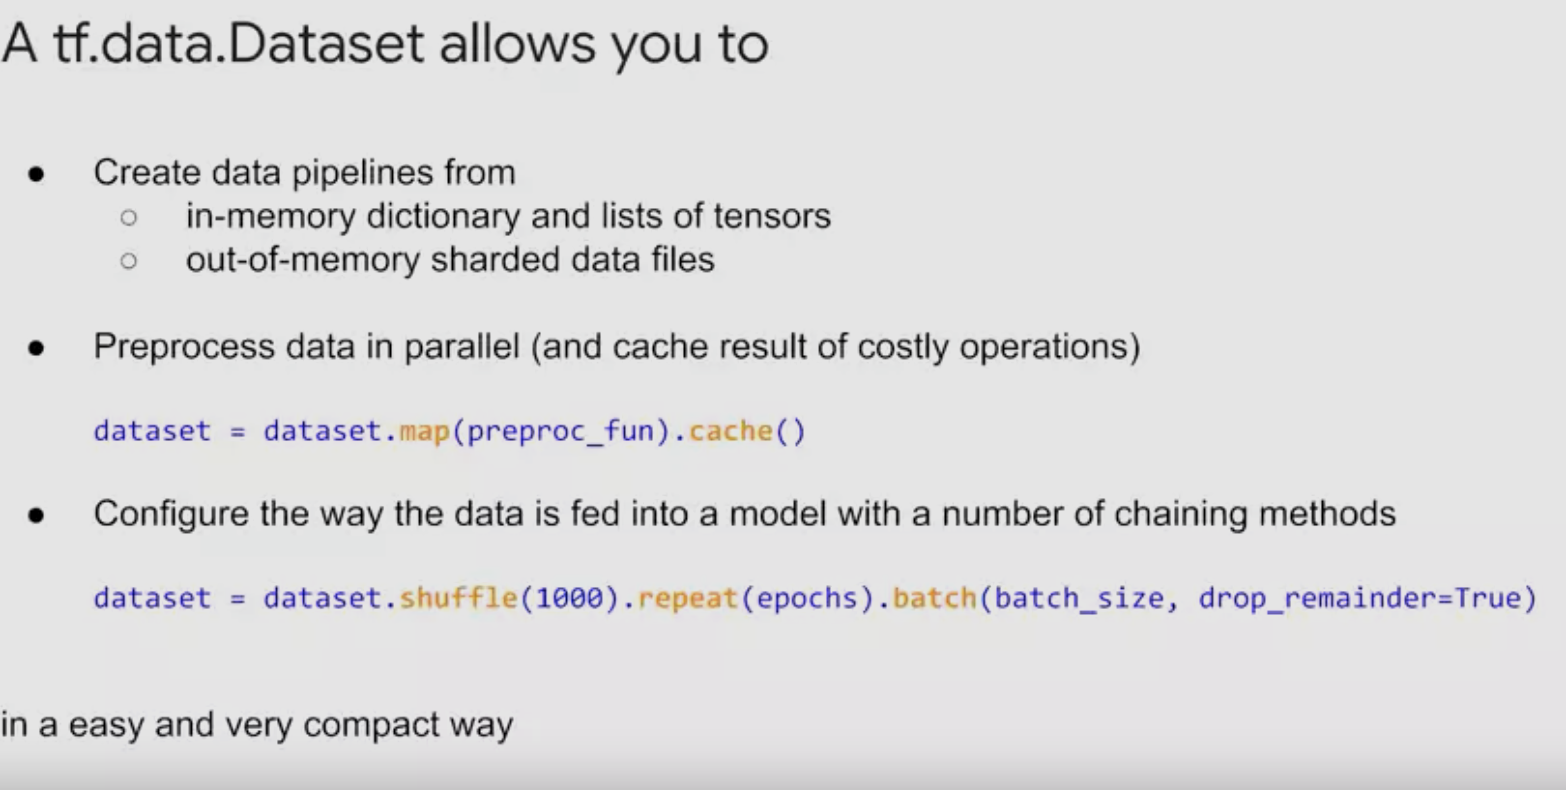 A tf.data.Dataset allows you to
● Create data pipelines from
○ in-memory dictionary and lists of tensors
○ out-of-memory sharded data files
● Preprocess data in parallel (and cache result of costly operations)
dataset = dataset.map(preproc_fun).cache()
● Configure the way the data is fed into a model with a number of chaining methods
dataset = dataset.shuffle(1000).repeat(epochs).batch(batch_size, drop_remainder=True)
in a easy and very compact way